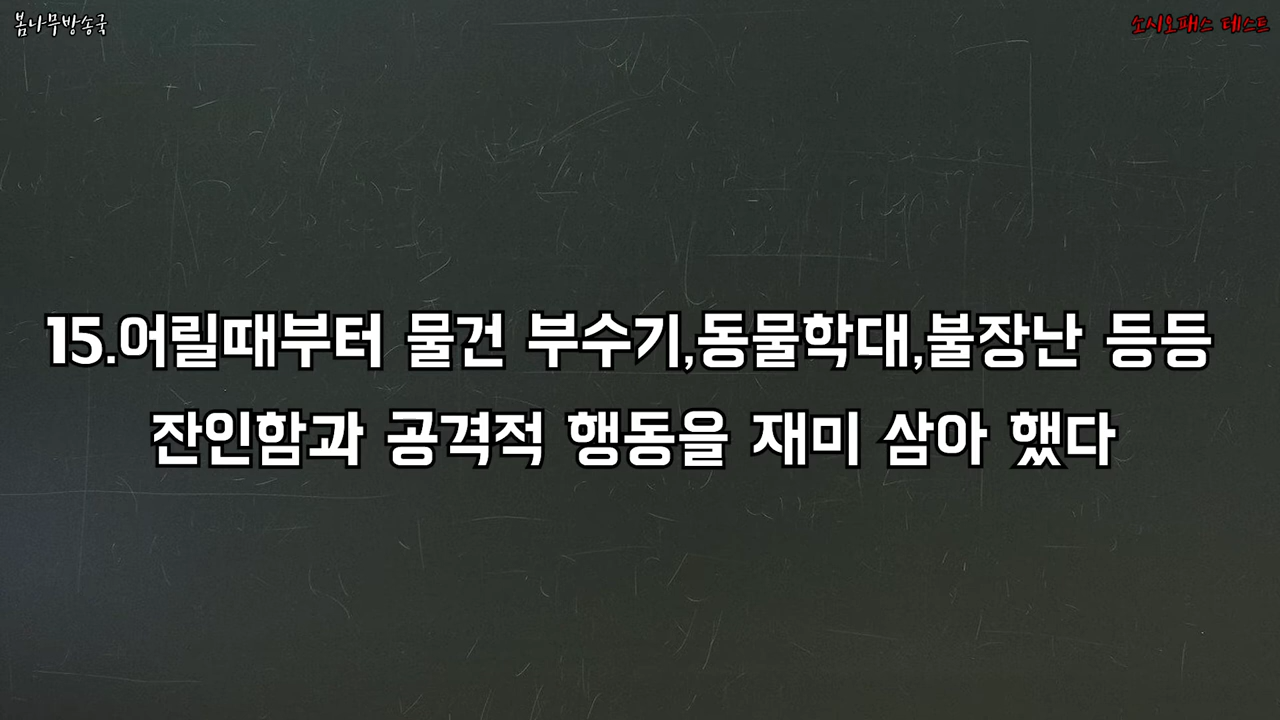 봄나무방송국
소시오패스 테스트
15.어릴때부터 물건 부수기,동물학대,불장난 등등
잔인함과 공격적 행동을 재미 삼아 했다